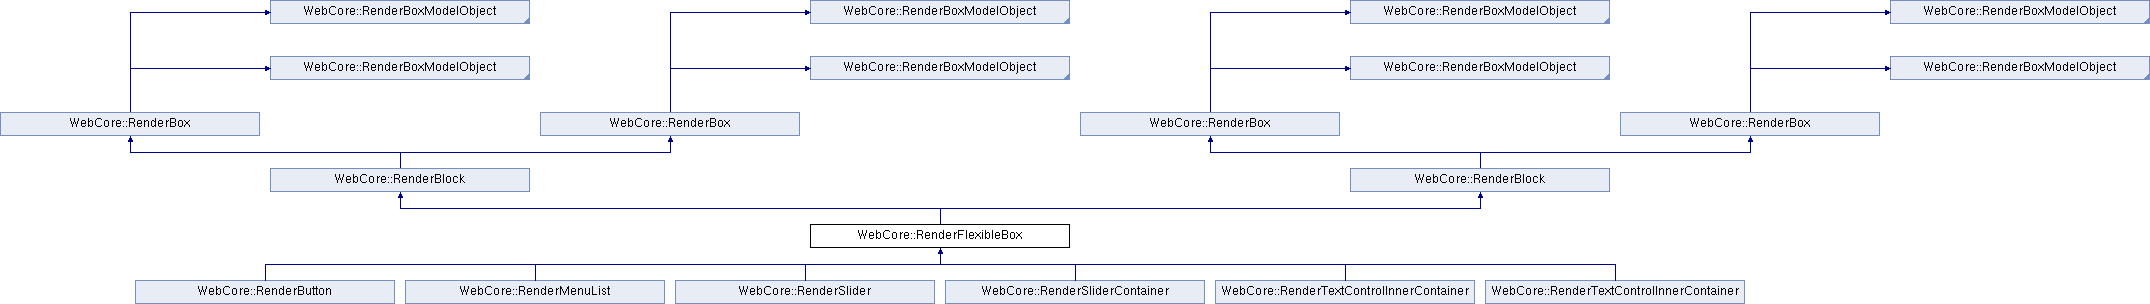 WebCore::RenderBoxModelObject
WebCore::RenderBoxModelObject
WebCore::RenderBoxModelObject
WebCore::RenderBoxModelObject
WebCore::RenderBoxModelObject
WebCore::RenderBoxModelObject
WebCore::RenderBoxModelObject
WebCore::RenderBoxModelObject
WebCore::RenderBox
WebCore::RenderBox
WebCore::RenderBox
WebCore::RenderBox
WebCore::RenderBlock
WebCore::RenderBlock
WebCore::RenderFlexibleBox
WebCore::RenderButton
WebCore::RenderMenuList
WebCore::RenderSlider
WebCore::RenderSliderContainer
WebCore::RenderTextControlInnerContainer
WebCore::RenderTextControlInnerContainer